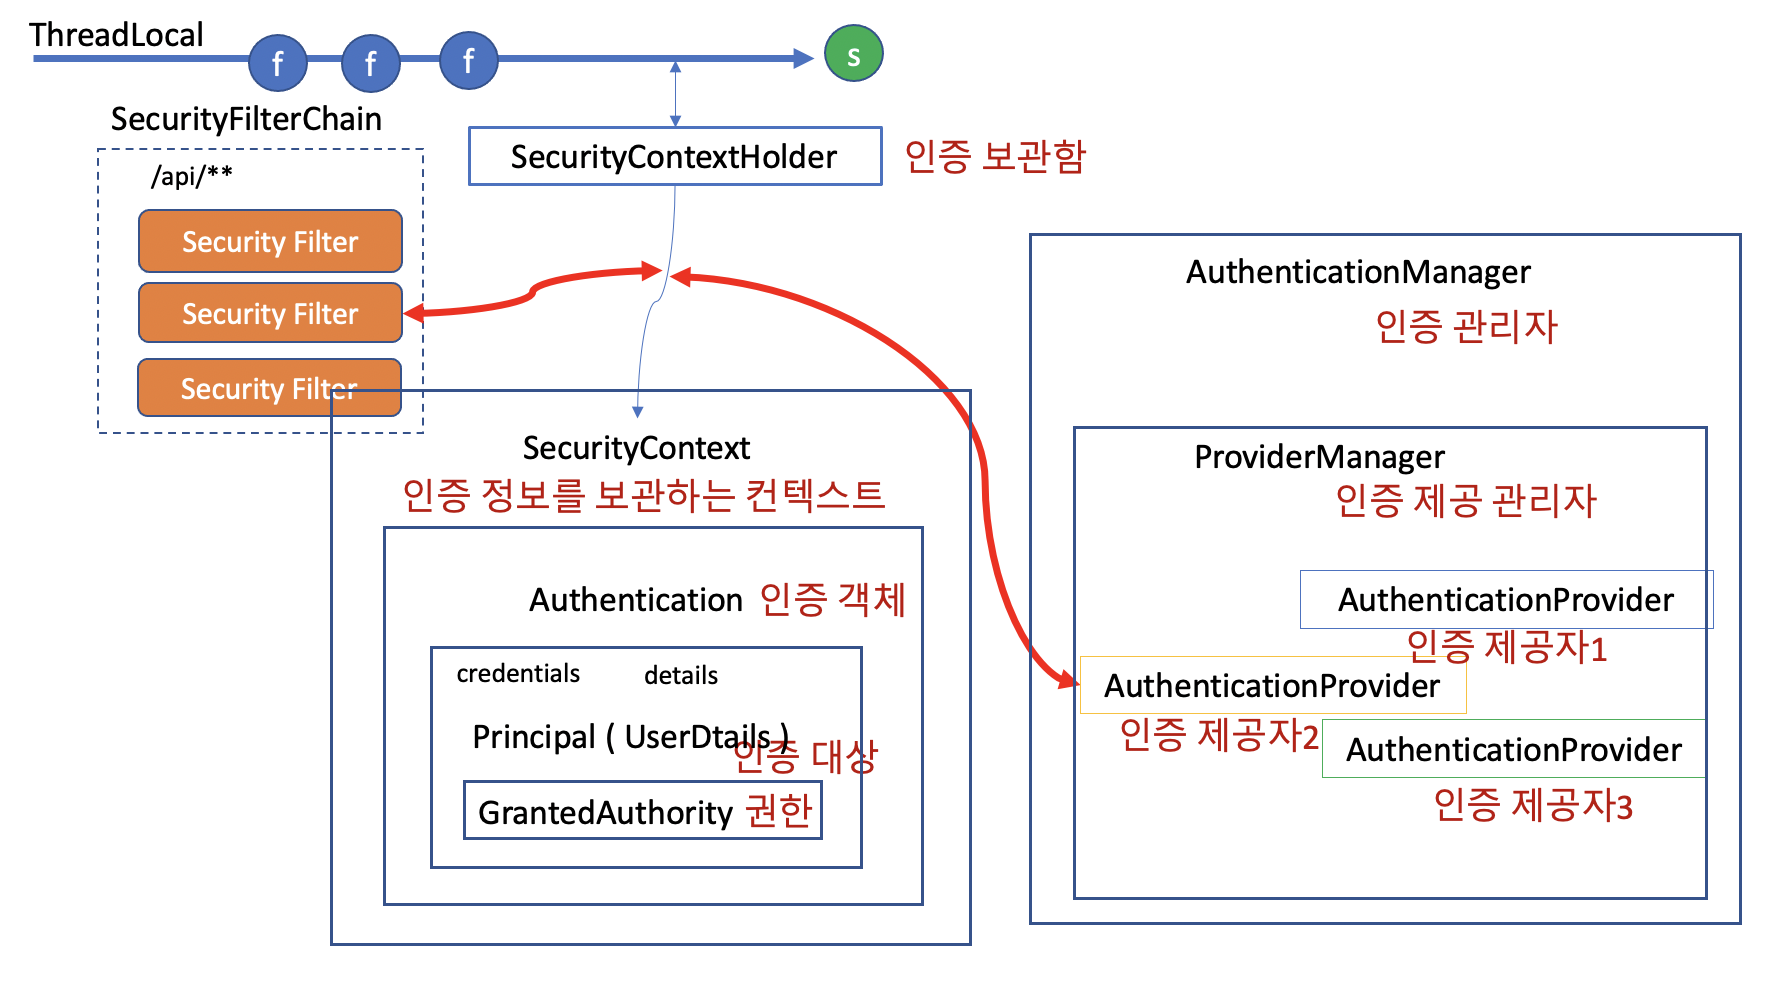 ThreadLocal
f
f
f
s
SecurityFilterChain
/api/**
Security Filter
Security Filter
Security Filter
SecurityContextHolder
인증 보관함
SecurityContext
인증 정보를 보관하는 컨텍스트
Authentication 인증 객체
credentials details
Principal ( UserDtails )
인증 대상
GrantedAuthority 권한
AuthenticationManager
인증 관리자
ProviderManager
인증 제공 관리자
AuthenticationProvider
인증 제공자1
AuthenticationProvider
인증 제공자2
AuthenticationProvider
인증 제공자3